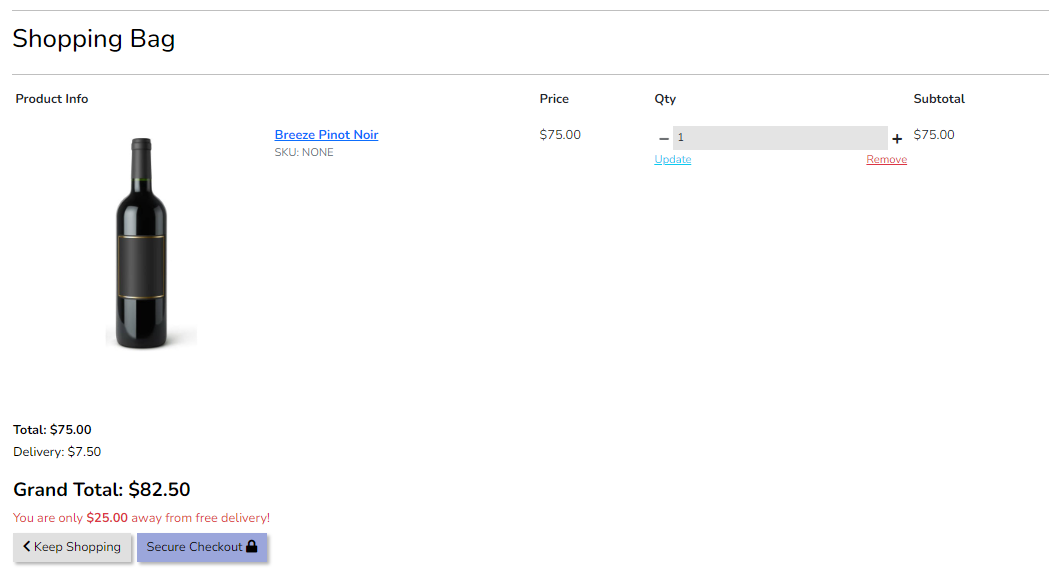 Shopping Bag
Product Info Price Qty Subtotal
Breeze Pinot Noir $75.00 − 1 + $75.00
SKU: NONE
Update Remove
Total: $75.00
Delivery: $7.50
Grand Total: $82.50
You are only $25.00 away from free delivery!
Keep Shopping Secure Checkout